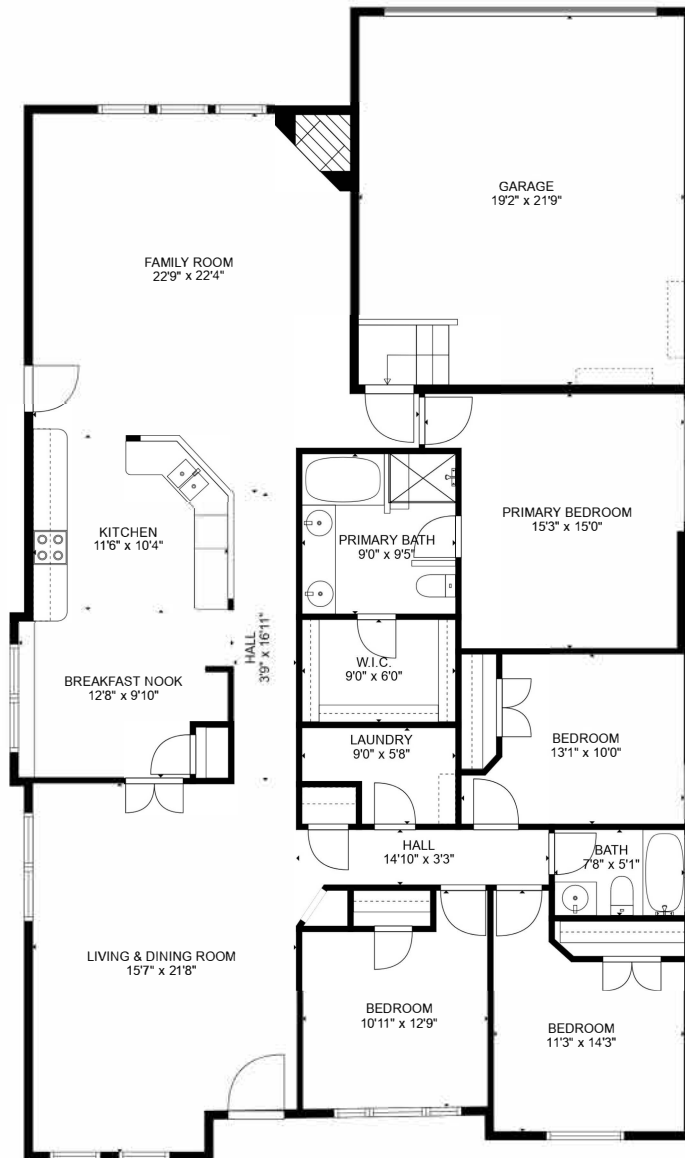 GARAGE
19'2" x 21'9"
FAMILY ROOM
22'9" x 22'4"
PRIMARY BEDROOM
15'3" x 15'0"
KITCHEN
11'6" x 10'4"
PRIMARY BATH
9'0" x 9'5"
HALL
3'9" x 16'11"
W.I.C.
9'0" x 6'0"
BREAKFAST NOOK
12'8" x 9'10"
LAUNDRY
9'0" x 5'8"
BEDROOM
13'1" x 10'0"
HALL
14'10" x 3'3"
BATH
7'8" x 5'1"
LIVING & DINING ROOM
15'7" x 21'8"
BEDROOM
10'11" x 12'9"
BEDROOM
11'3" x 14'3"